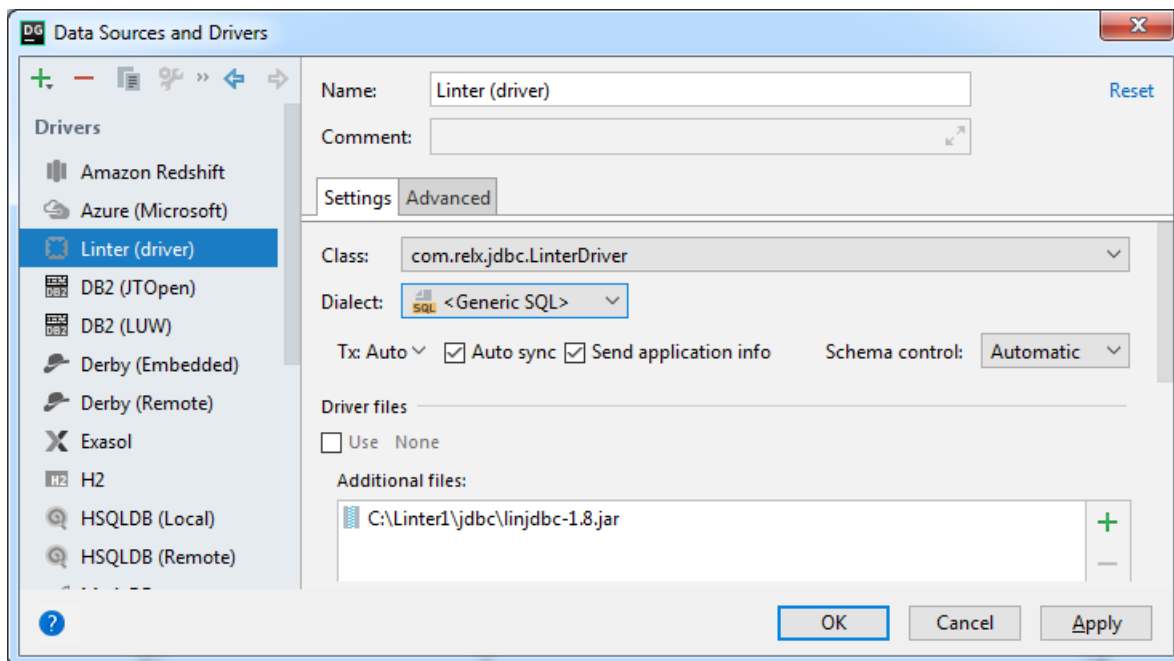 DG Data Sources and Drivers
Drivers
Amazon Redshift
Azure (Microsoft)
Linter (driver)
DB2 (JTOpen)
DB2 (LUW)
Derby (Embedded)
Derby (Remote)
Exasol
H2 H2
HSQLDB (Local)
HSQLDB (Remote)
Name: Linter (driver) Reset
Comment:
Settings Advanced
Class: com.relx.jdbc.LinterDriver
Dialect: SQL <Generic SQL>
Tx: Auto Auto sync Send application info Schema control: Automatic
Driver files
Use None
Additional files:
C:\Linter1\jdbc\linjdbc-1.8.jar
? OK Cancel Apply